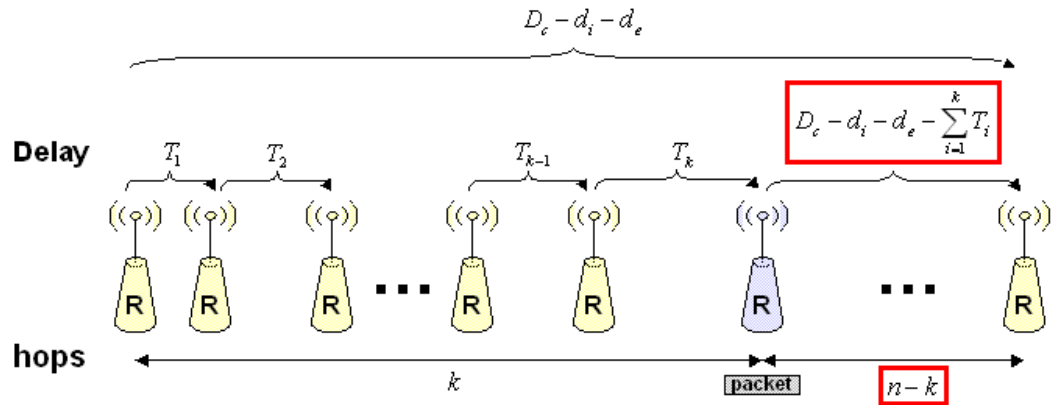 D_c − d_i − d_e
D_c − d_i − d_e − ∑_{i=1}^{k} T_i
Delay T_1 T_2 T_{k−1} T_k
R R R ... R R R ... R
hops
k packet n − k